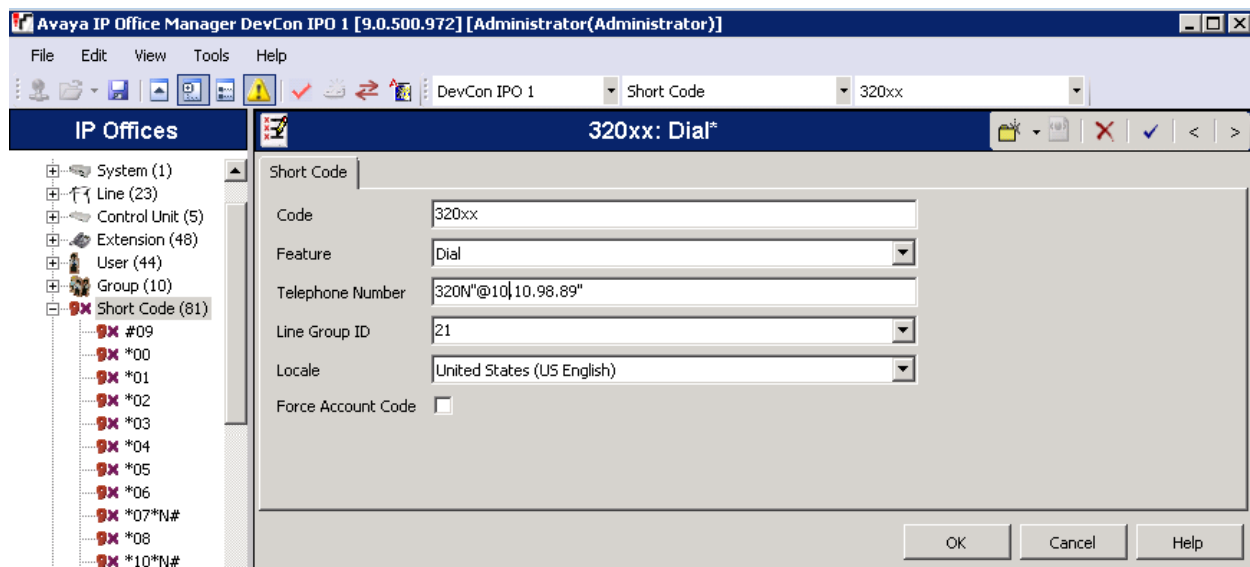 Avaya IP Office Manager DevCon IPO 1 [9.0.500.972] [Administrator(Administrator)]
File Edit View Tools Help
DevCon IPO 1 Short Code 320xx
IP Offices 320xx: Dial*
System (1)
Line (23)
Control Unit (5)
Extension (48)
User (44)
Group (10)
Short Code (81)
#09
*00
*01
*02
*03
*04
*05
*06
*07*N#
*08
*10*N#
Short Code
Code 320xx
Feature Dial
Telephone Number 320N"@10.10.98.89"
Line Group ID 21
Locale United States (US English)
Force Account Code
OK Cancel Help